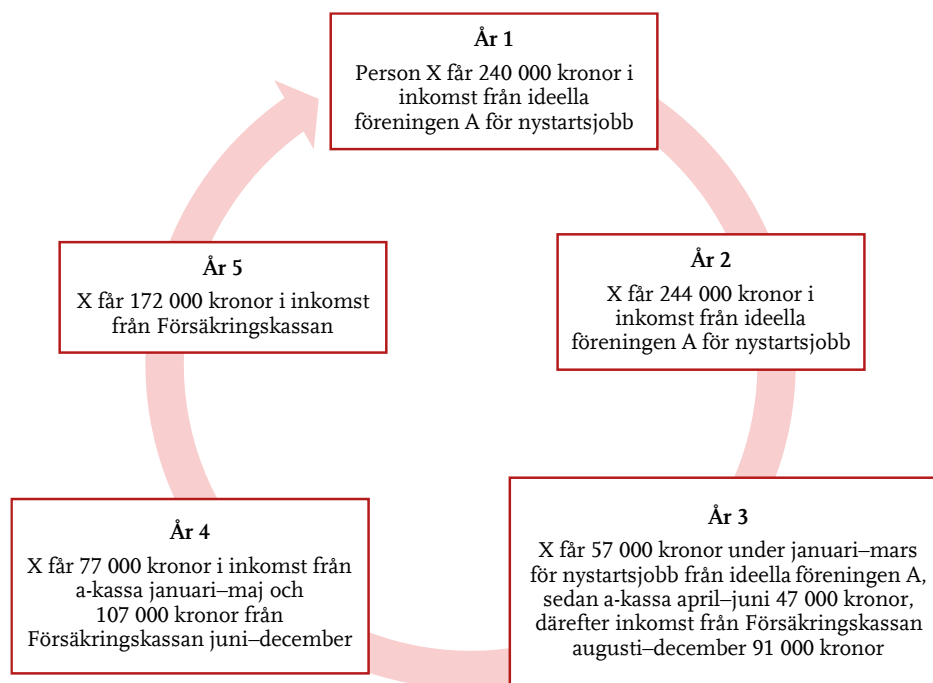 År 1
Person X får 240 000 kronor i
inkomst från ideella
föreningen A för nystartsjobb
År 2
X får 244 000 kronor i
inkomst från ideella
föreningen A för nystartsjobb
År 3
X får 57 000 kronor under januari–mars
för nystartsjobb från ideella föreningen A,
sedan a-kassa april–juni 47 000 kronor,
därefter inkomst från Försäkringskassan
augusti–december 91 000 kronor
År 4
X får 77 000 kronor i inkomst från
a-kassa januari–maj och
107 000 kronor från
Försäkringskassan juni–december
År 5
X får 172 000 kronor i inkomst
från Försäkringskassan